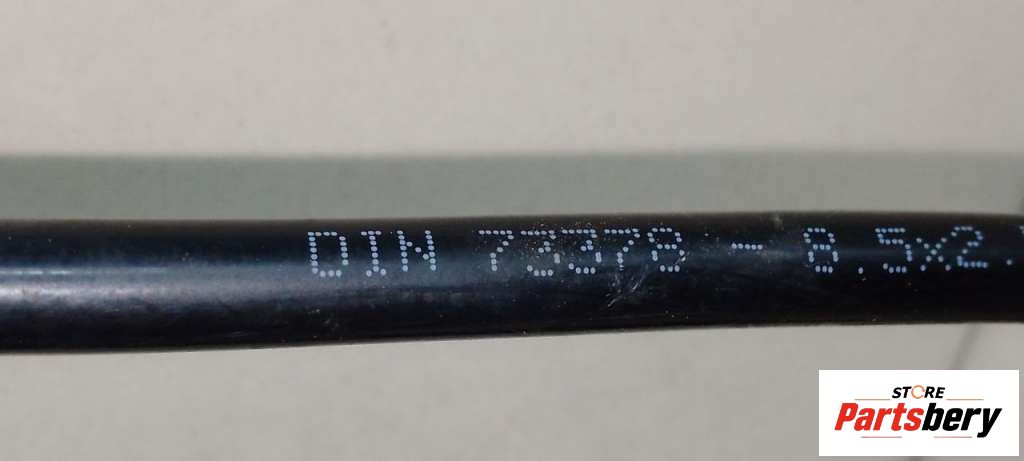 DIN 73378 - 8.5x2.
STORE
Partsbery